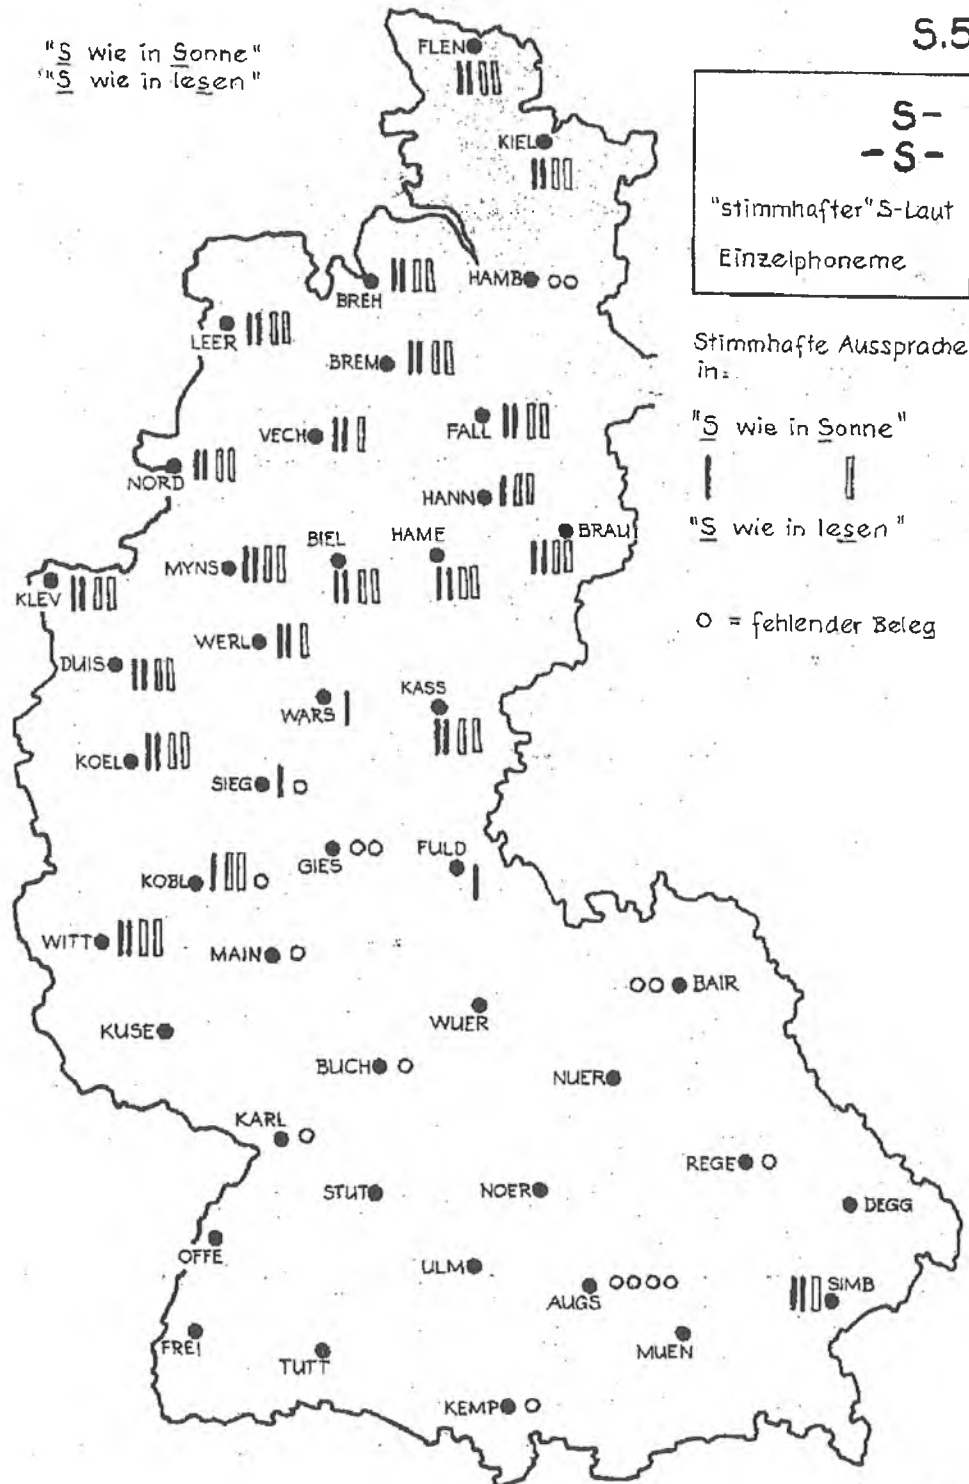 "S wie in Sonne"
"S wie in lesen"
S.5
S-
-S-
"stimmhafter" S-Laut
Einzelphoneme
Stimmhafte Aussprache
in:
"S wie in Sonne"
"S wie in lesen"
O = fehlender Beleg
FLEN
KIEL
HAMB
BREH
LEER
BREM
VECH
FALL
NORD
HANN
BRAU
BIEL
HAME
MYNS
KLEV
WERL
DUIS
WARS
KASS
KOEL
SIEG
GIES
FULD
KOBL
WITT
MAIN
BAIR
WUER
KUSE
BUCH
NUER
KARL
REGE
STUT
NOER
DEGG
OFFE
ULM
AUGS
SIMB
FREI
TUTT
MUEN
KEMP